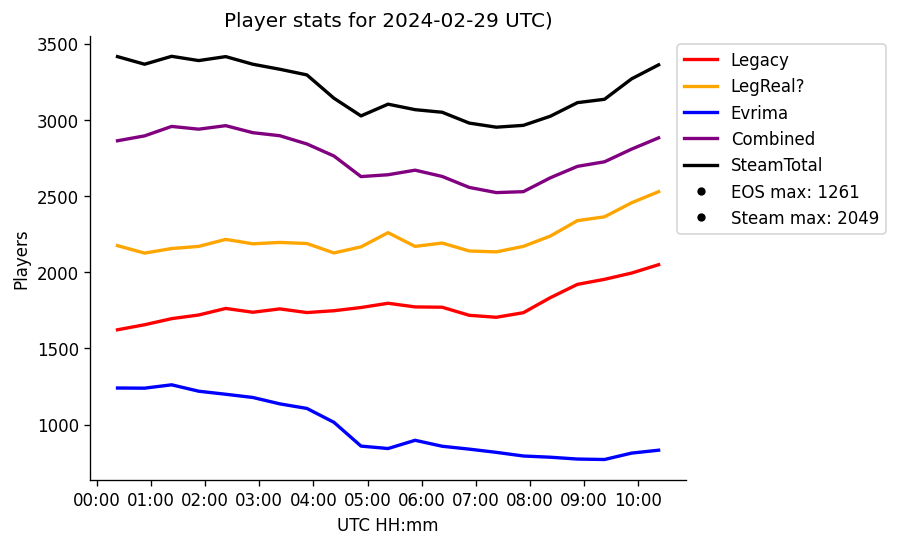 Player stats for 2024-02-29 UTC)
3500
3000
2500
2000
1500
1000
Players
00:00 01:00 02:00 03:00 04:00 05:00 06:00 07:00 08:00 09:00 10:00
UTC HH:mm
Legacy
LegReal?
Evrima
Combined
SteamTotal
EOS max: 1261
Steam max: 2049